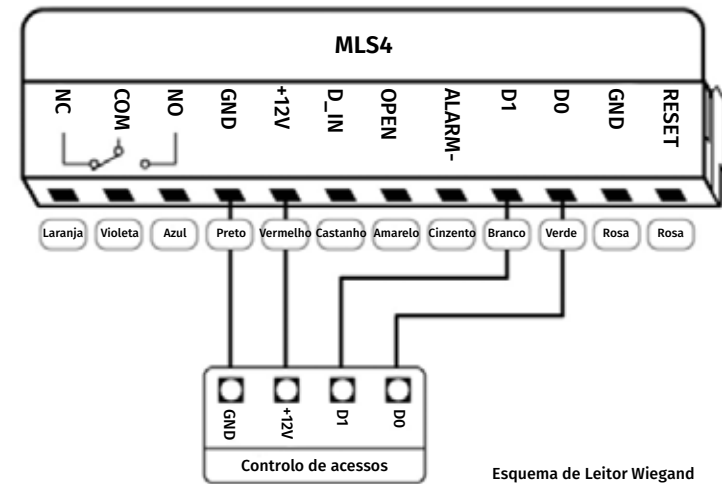 MLS4
NC COM NO GND +12V D_IN OPEN ALARM- D1 D0 GND RESET
Laranja Violeta Azul Preto Vermelho Castanho Amarelo Cinzento Branco Verde Rosa Rosa
GND +12V D1 D0
Controlo de acessos
Esquema de Leitor Wiegand